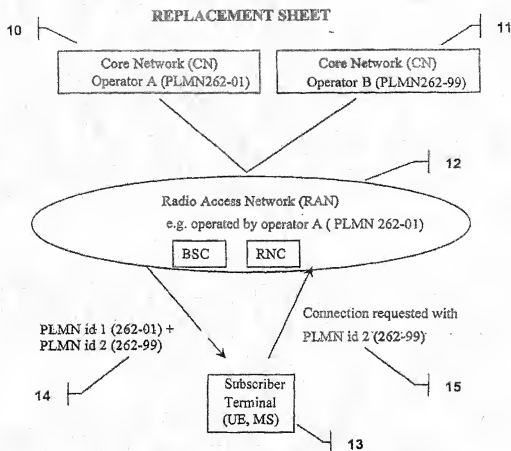 REPLACEMENT SHEET
10
11
Core Network (CN)
Operator A (PLMN262-01)
Core Network (CN)
Operator B (PLMN262-99)
12
Radio Access Network (RAN)
e.g. operated by operator A ( PLMN 262-01)
BSC
RNC
PLMN id 1 (262-01) +
PLMN id 2 (262-99)
Connection requested with
PLMN id 2 (262-99)
14
15
Subscriber
Terminal
(UE, MS)
13